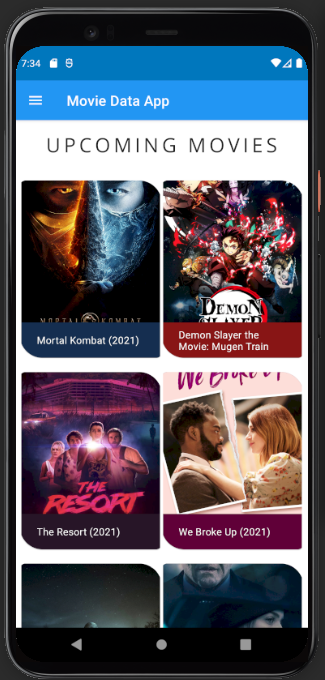 7:34
Movie Data App
UPCOMING MOVIES
MORTAL KOMBAT
DEMON
SLAYER
Mortal Kombat (2021)
Demon Slayer the
Movie: Mugen Train
We Broke Up
THE
RESORT
The Resort (2021)
We Broke Up (2021)